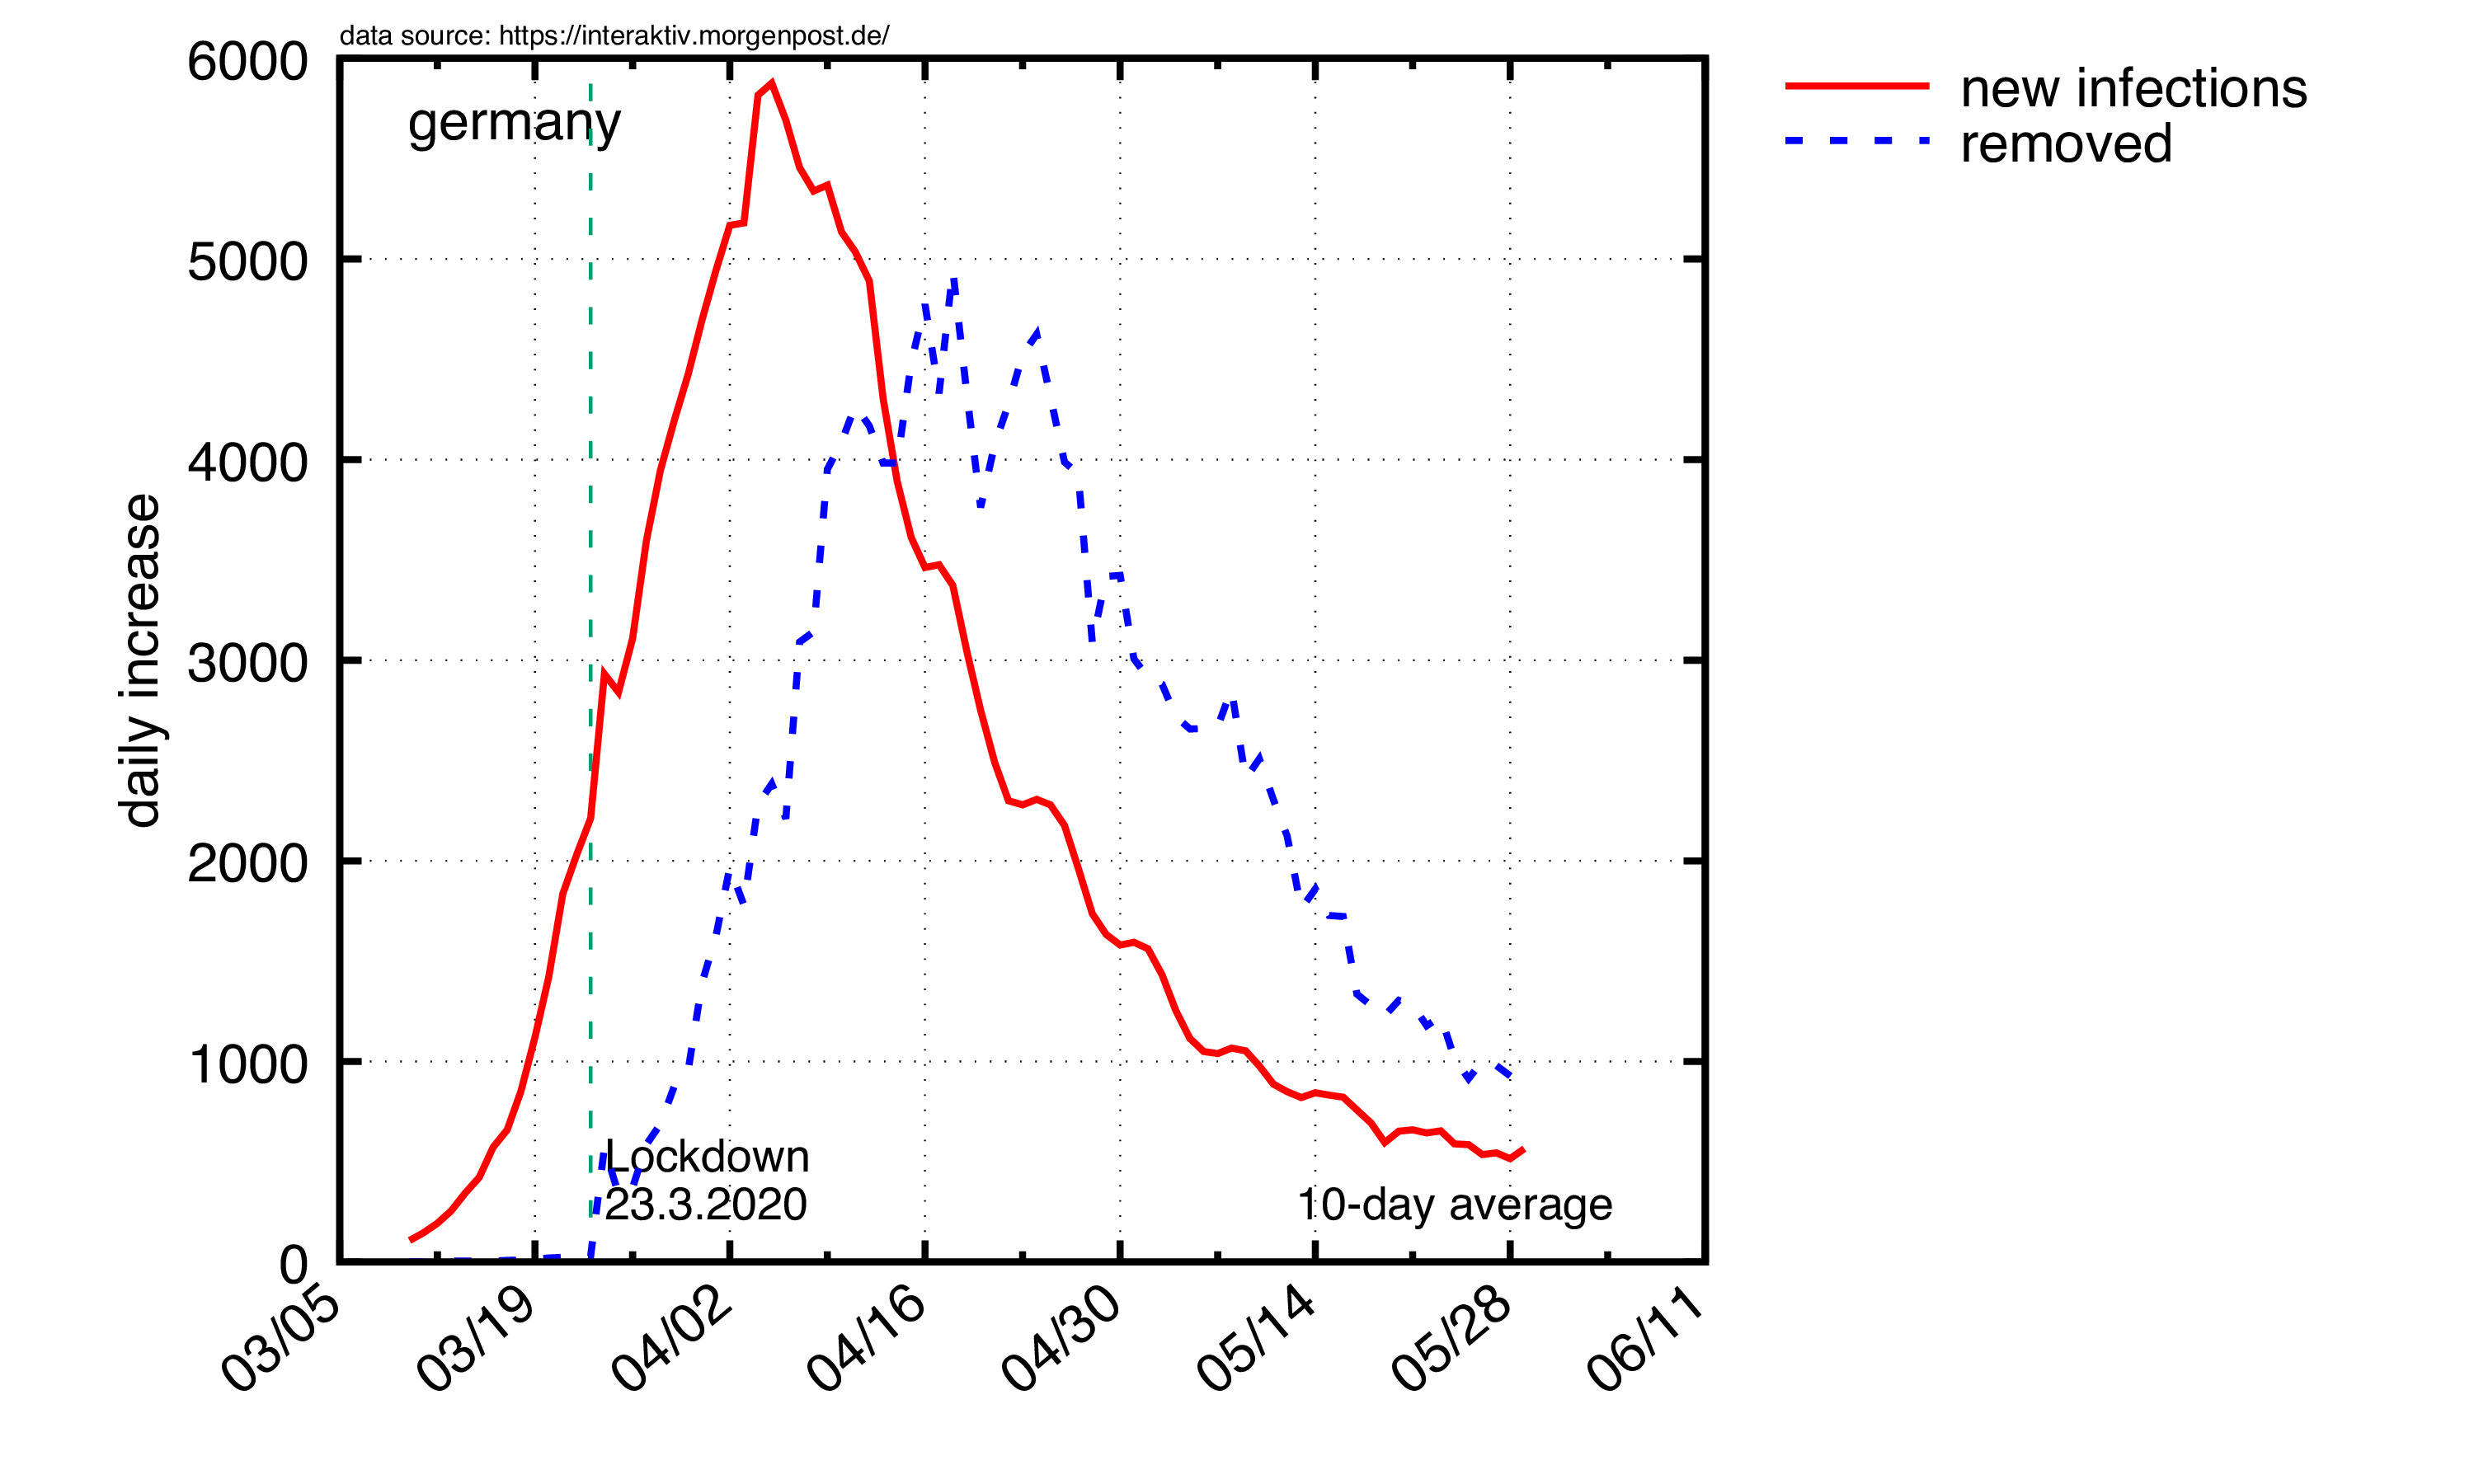 data source: https://interaktiv.morgenpost.de/
6000
5000
4000
3000
2000
1000
0
daily increase
germany
new infections
removed
Lockdown
23.3.2020
10-day average
03/05
03/19
04/02
04/16
04/30
05/14
05/28
06/11